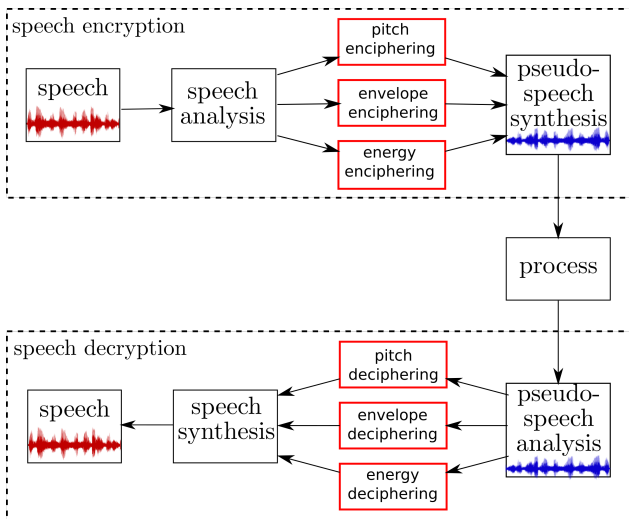 speech encryption
speech
speech
analysis
pitch
enciphering
envelope
enciphering
energy
enciphering
pseudo-
speech
synthesis
process
speech decryption
speech
speech
synthesis
pitch
deciphering
envelope
deciphering
energy
deciphering
pseudo-
speech
analysis